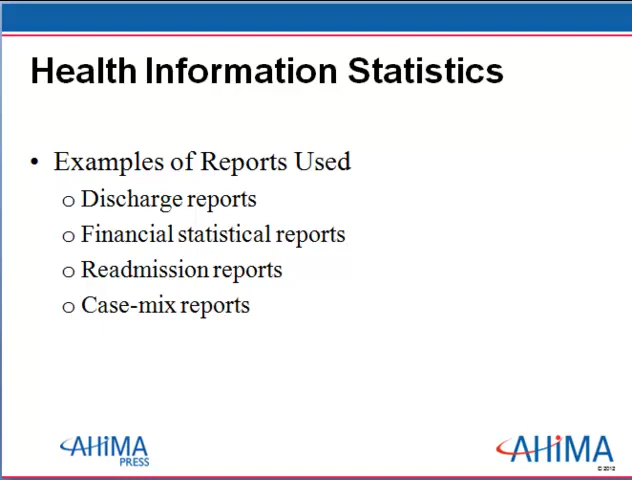 Health Information Statistics
• Examples of Reports Used
o Discharge reports
o Financial statistical reports
o Readmission reports
o Case-mix reports
AHiMA
PRESS
AHiMA
© 2012